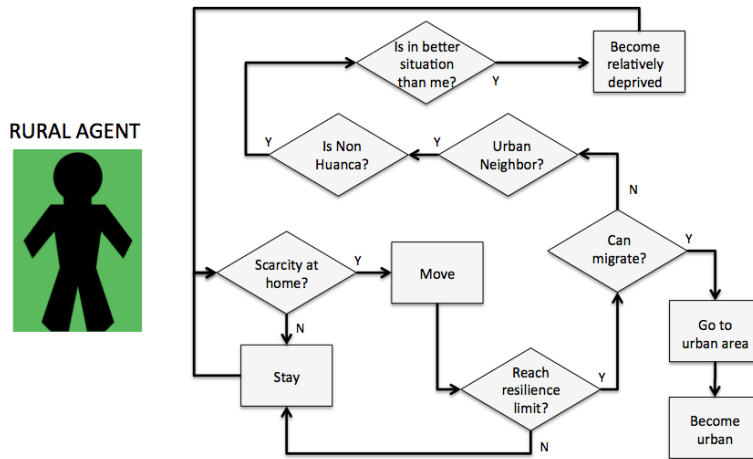 Is in better
situation
than me?
Y
Become
relatively
deprived
RURAL AGENT
Y
Is Non
Huanca?
Y
Urban
Neighbor?
N
Scarcity at
home?
Y
Move
Can
migrate?
Y
N
Go to
urban area
Stay
Reach
resilience
limit?
Y
N
Become
urban